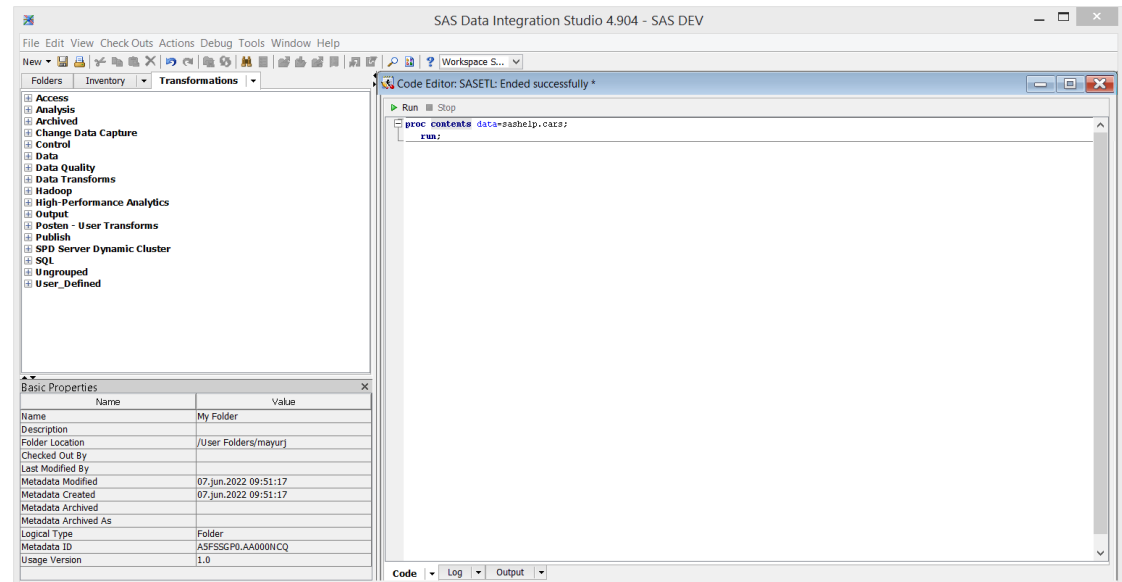 SAS Data Integration Studio 4.904 - SAS DEV
File Edit View Check Outs Actions Debug Tools Window Help
New Workspace S...
Folders Inventory Transformations
Code Editor: SASETL: Ended successfully *
Run Stop
Access
Analysis
Archived
Change Data Capture
Control
Data
Data Quality
Data Transforms
Hadoop
High-Performance Analytics
Output
Posten - User Transforms
Publish
SPD Server Dynamic Cluster
SQL
Ungrouped
User_Defined
proc contents data=sashelp.cars;
run;
Basic Properties
Name Value
Name My Folder
Description
Folder Location /User Folders/mayurj
Checked Out By
Last Modified By
Metadata Modified 07.jun.2022 09:51:17
Metadata Created 07.jun.2022 09:51:17
Metadata Archived
Metadata Archived As
Logical Type Folder
Metadata ID A5FSSGP0.AA000NCQ
Usage Version 1.0
Code Log Output